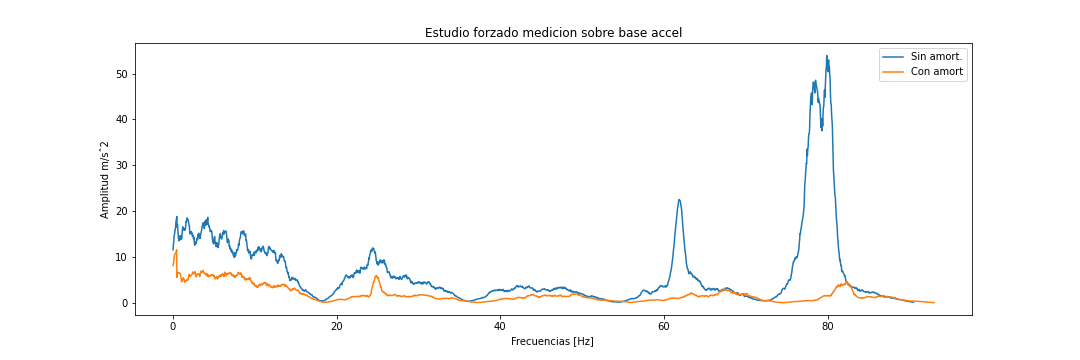 Estudio forzado medicion sobre base accel
Sin amort.
Con amort
Amplitud m/s^2
50
40
30
20
10
0
0 20 40 60 80
Frecuencias [Hz]